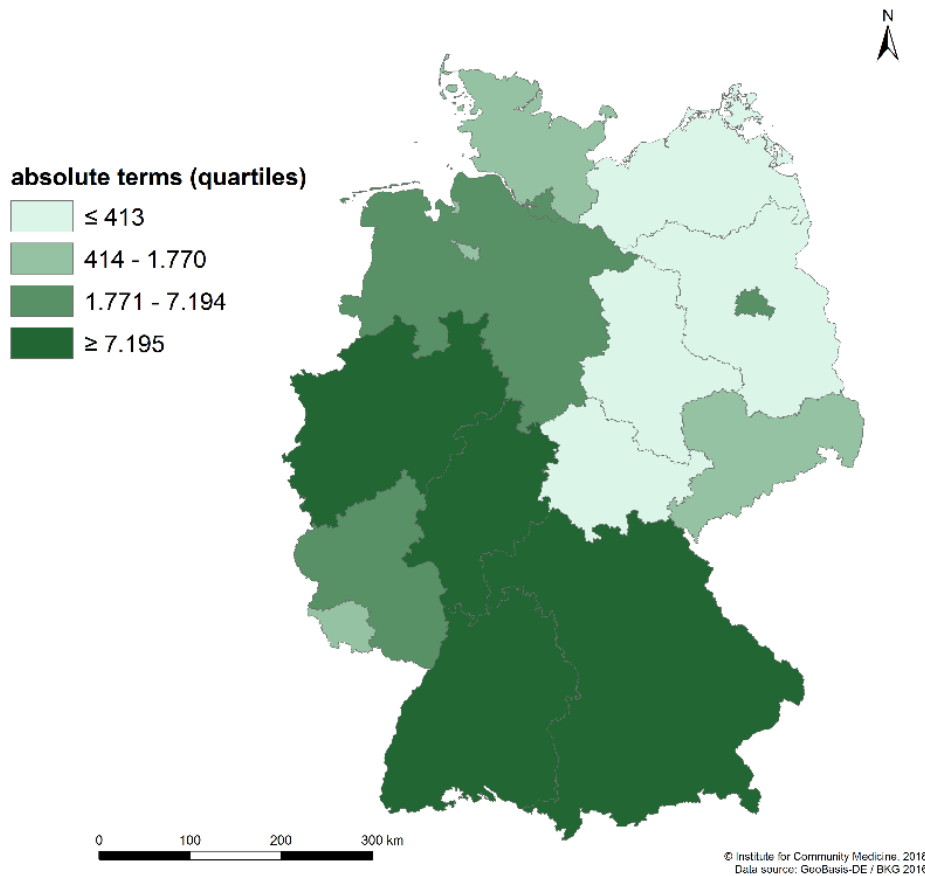 N
absolute terms (quartiles)
≤ 413
414 - 1.770
1.771 - 7.194
≥ 7.195
0 100 200 300 km
© Institute for Community Medicine, 2018
Data source: GeoBasis-DE / BKG 2016